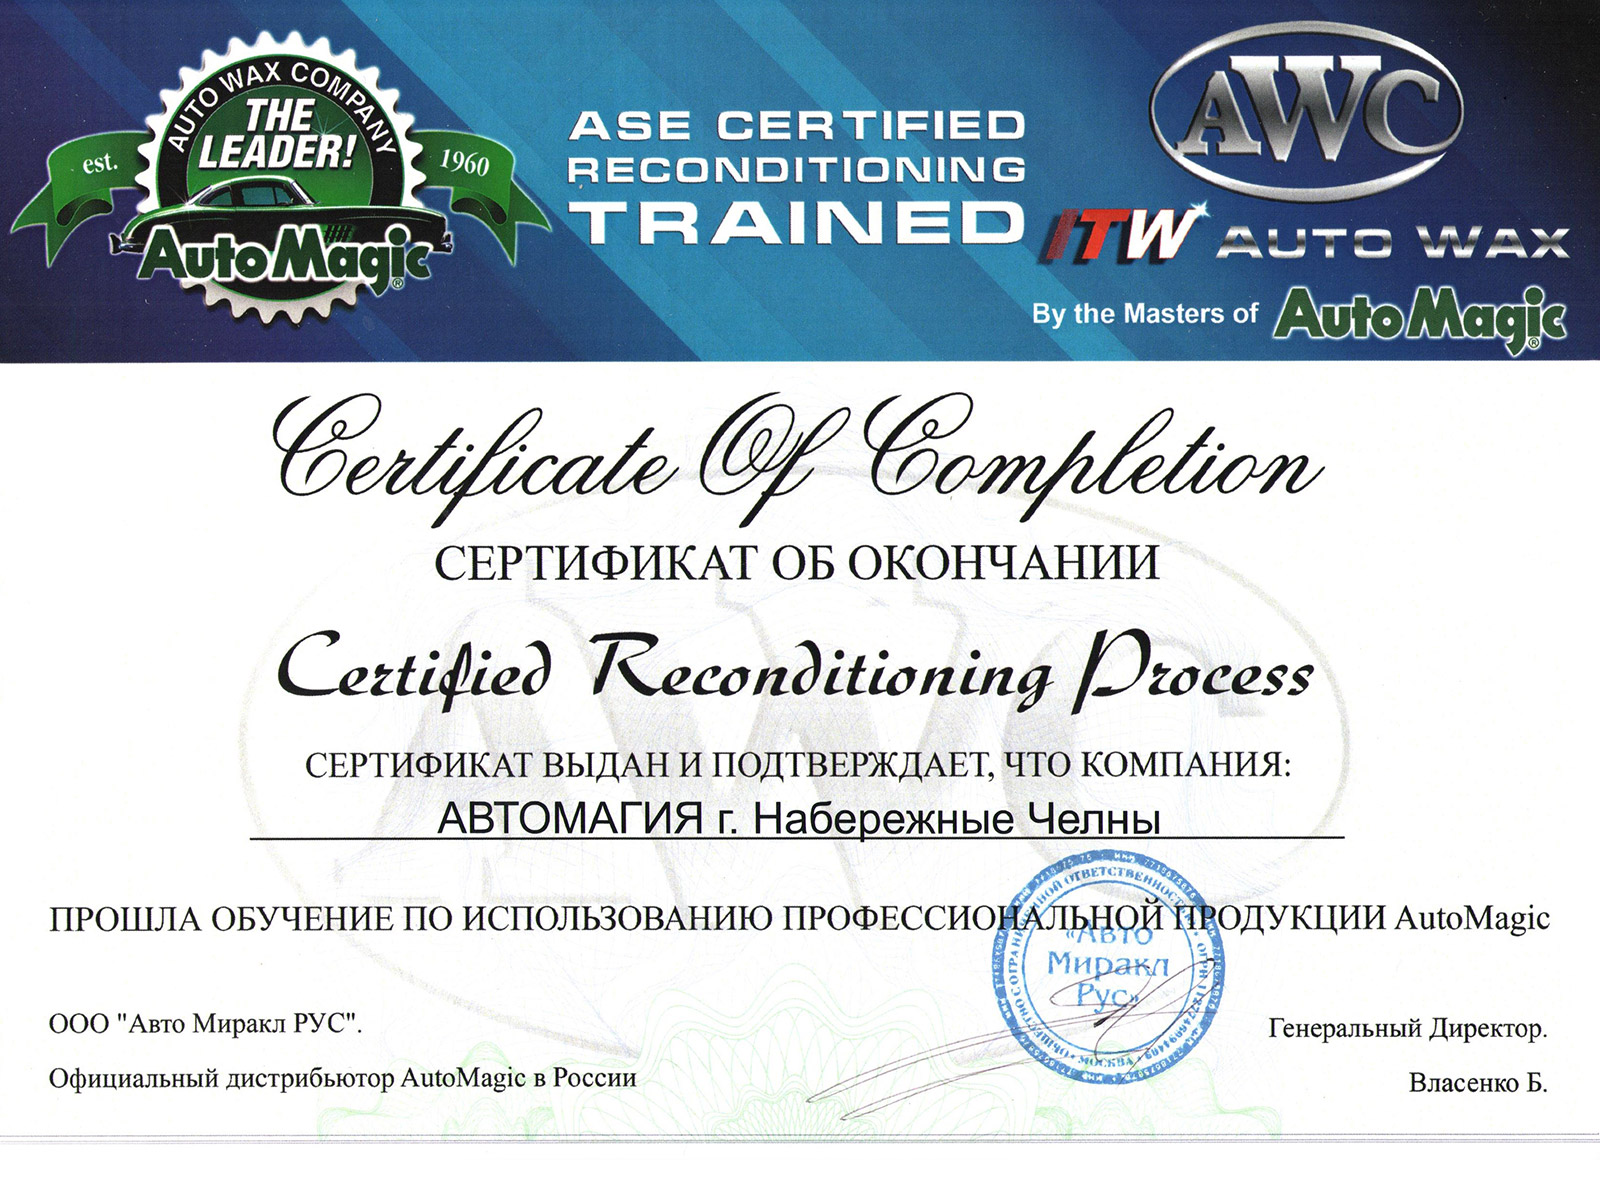 AUTO WAX COMPANY
THE
LEADER!
est.
1960
AutoMagic®
ASE CERTIFIED
RECONDITIONING
TRAINED
AWC
ITW AUTO WAX
By the Masters of AutoMagic®
Certificate Of Completion
СЕРТИФИКАТ ОБ ОКОНЧАНИИ
Certified Reconditioning Process
СЕРТИФИКАТ ВЫДАН И ПОДТВЕРЖДАЕТ, ЧТО КОМПАНИЯ:
АВТОМАГИЯ г. Набережные Челны
ПРОШЛА ОБУЧЕНИЕ ПО ИСПОЛЬЗОВАНИЮ ПРОФЕССИОНАЛЬНОЙ ПРОДУКЦИИ AutoMagic
«Авто
Миракл
Рус»
МОСКВА
ООО "Авто Миракл РУС".
Генеральный Директор.
Официальный дистрибьютор AutoMagic в России
Власенко Б.